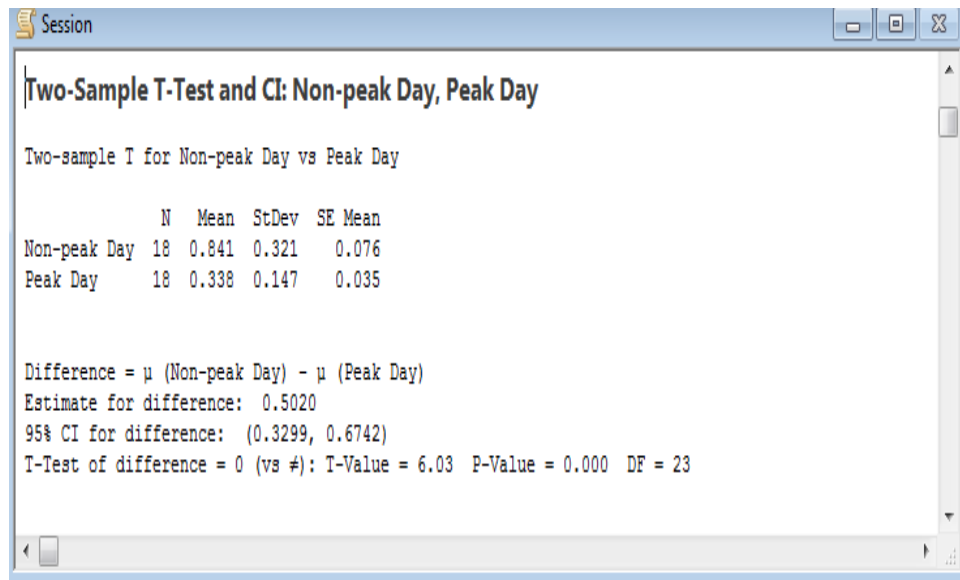 Session
Two-Sample T-Test and CI: Non-peak Day, Peak Day
Two-sample T for Non-peak Day vs Peak Day
N Mean StDev SE Mean
Non-peak Day 18 0.841 0.321 0.076
Peak Day 18 0.338 0.147 0.035
Difference = μ (Non-peak Day) - μ (Peak Day)
Estimate for difference: 0.5020
95% CI for difference: (0.3299, 0.6742)
T-Test of difference = 0 (vs ≠): T-Value = 6.03 P-Value = 0.000 DF = 23